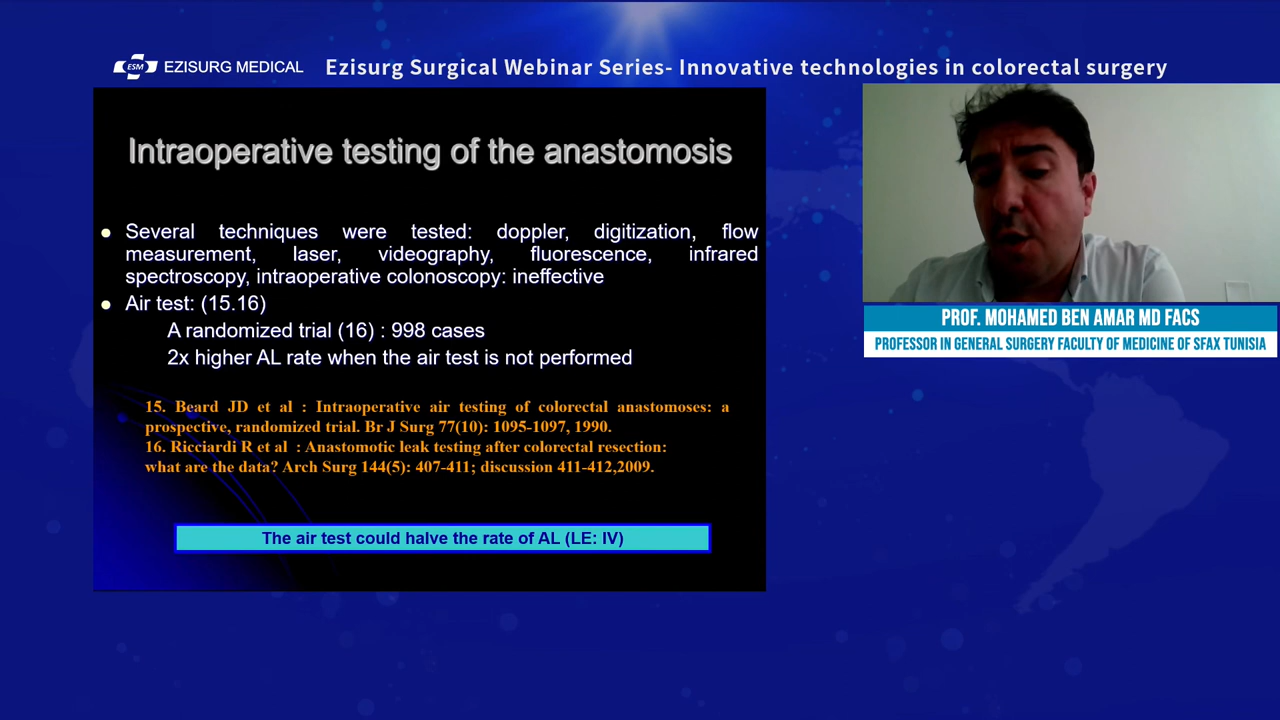 ESM EZISURG MEDICAL
Ezisurg Surgical Webinar Series- Innovative technologies in colorectal surgery
Intraoperative testing of the anastomosis
• Several techniques were tested: doppler, digitization, flow
measurement, laser, videography, fluorescence, infrared
spectroscopy, intraoperative colonoscopy: ineffective
• Air test: (15.16)
A randomized trial (16) : 998 cases
2x higher AL rate when the air test is not performed
15. Beard JD et al : Intraoperative air testing of colorectal anastomoses: a
prospective, randomized trial. Br J Surg 77(10): 1095-1097, 1990.
16. Ricciardi R et al : Anastomotic leak testing after colorectal resection:
what are the data? Arch Surg 144(5): 407-411; discussion 411-412,2009.
The air test could halve the rate of AL (LE: IV)
PROF. MOHAMED BEN AMAR MD FACS
PROFESSOR IN GENERAL SURGERY FACULTY OF MEDICINE OF SFAX TUNISIA